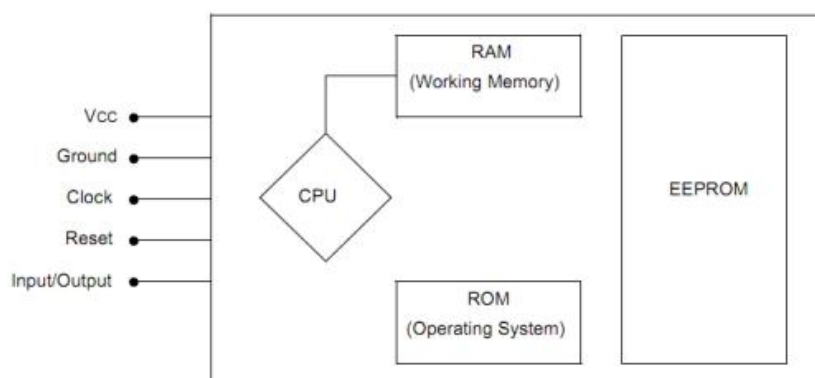 RAM
(Working Memory)
Vcc
Ground
Clock
CPU
EEPROM
Reset
Input/Output
ROM
(Operating System)